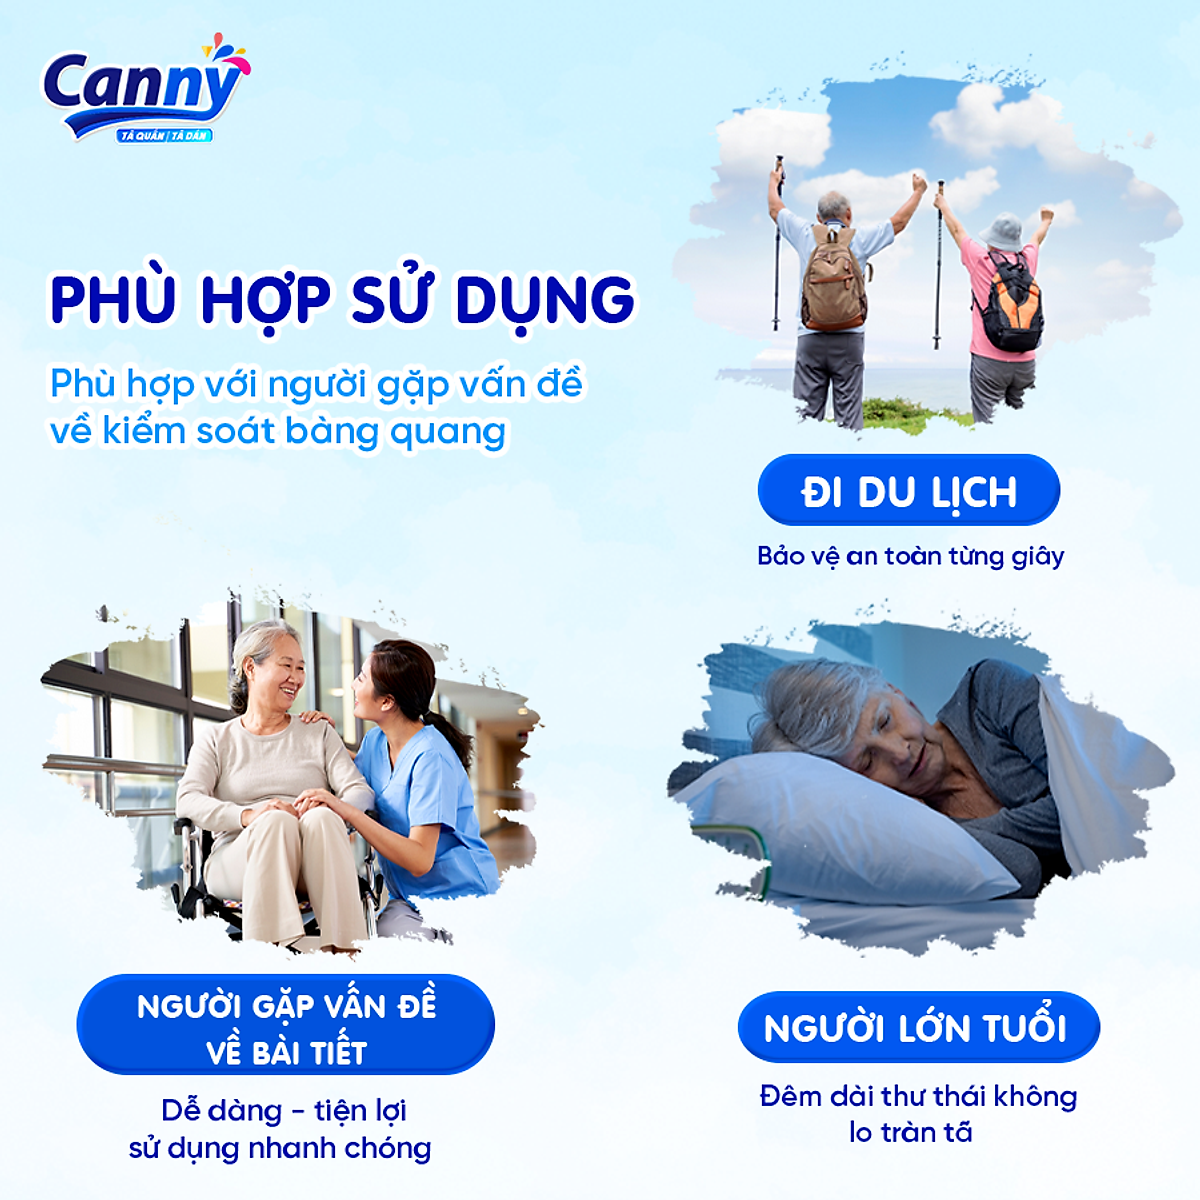 Canny
TÃ QUẦN | TÃ DÁN
PHÙ HỢP SỬ DỤNG
Phù hợp với người gặp vấn đề
về kiểm soát bàng quang
ĐI DU LỊCH
Bảo vệ an toàn từng giây
NGƯỜI GẶP VẤN ĐỀ
VỀ BÀI TIẾT
Dễ dàng - tiện lợi
sử dụng nhanh chóng
NGƯỜI LỚN TUỔI
Đêm dài thư thái không
lo tràn tã